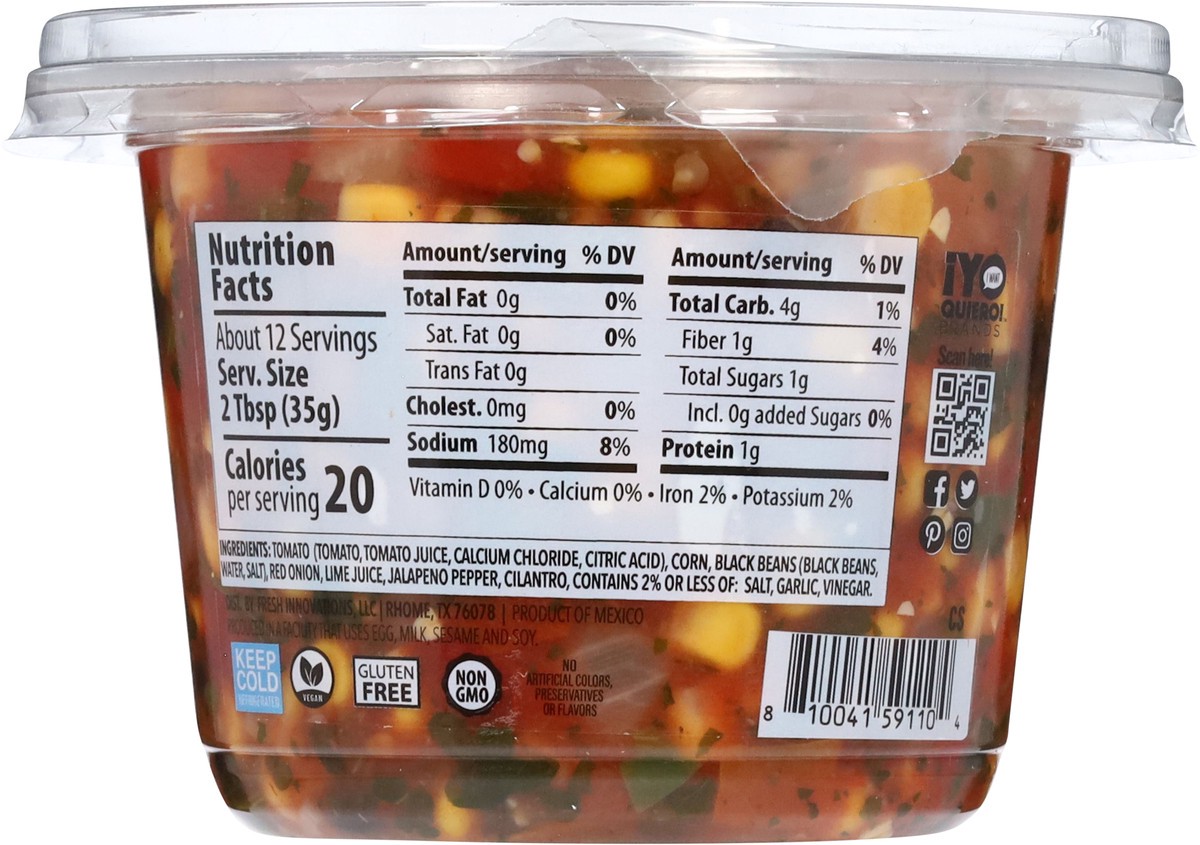 Nutrition
Facts
About 12 Servings
Serv. Size
2 Tbsp (35g)
Calories
per serving 20
Amount/serving % DV
Total Fat 0g 0%
Sat. Fat 0g 0%
Trans Fat 0g
Cholest. 0mg 0%
Sodium 180mg 8%
Amount/serving % DV
Total Carb. 4g 1%
Fiber 1g 4%
Total Sugars 1g
Incl. 0g added Sugars 0%
Protein 1g
Vitamin D 0% • Calcium 0% • Iron 2% • Potassium 2%
INGREDIENTS: TOMATO (TOMATO, TOMATO JUICE, CALCIUM CHLORIDE, CITRIC ACID), CORN, BLACK BEANS (BLACK BEANS,
WATER, SALT), RED ONION, LIME JUICE, JALAPENO PEPPER, CILANTRO, CONTAINS 2% OR LESS OF: SALT, GARLIC, VINEGAR.
DIST. BY FRESH INNOVATIONS, LLC | RHOME, TX 76078 | PRODUCT OF MEXICO
PRODUCED IN A FACILITY THAT USES EGG, MILK, SESAME AND SOY.
KEEP
COLD
REFRIGERATED
VEGAN
GLUTEN
FREE
NON
GMO
NO
ARTIFICIAL COLORS,
PRESERVATIVES
OR FLAVORS
¡YO
I WANT
QUIERO!
BRANDS
Scan here!
CS
8 10041 59110 4